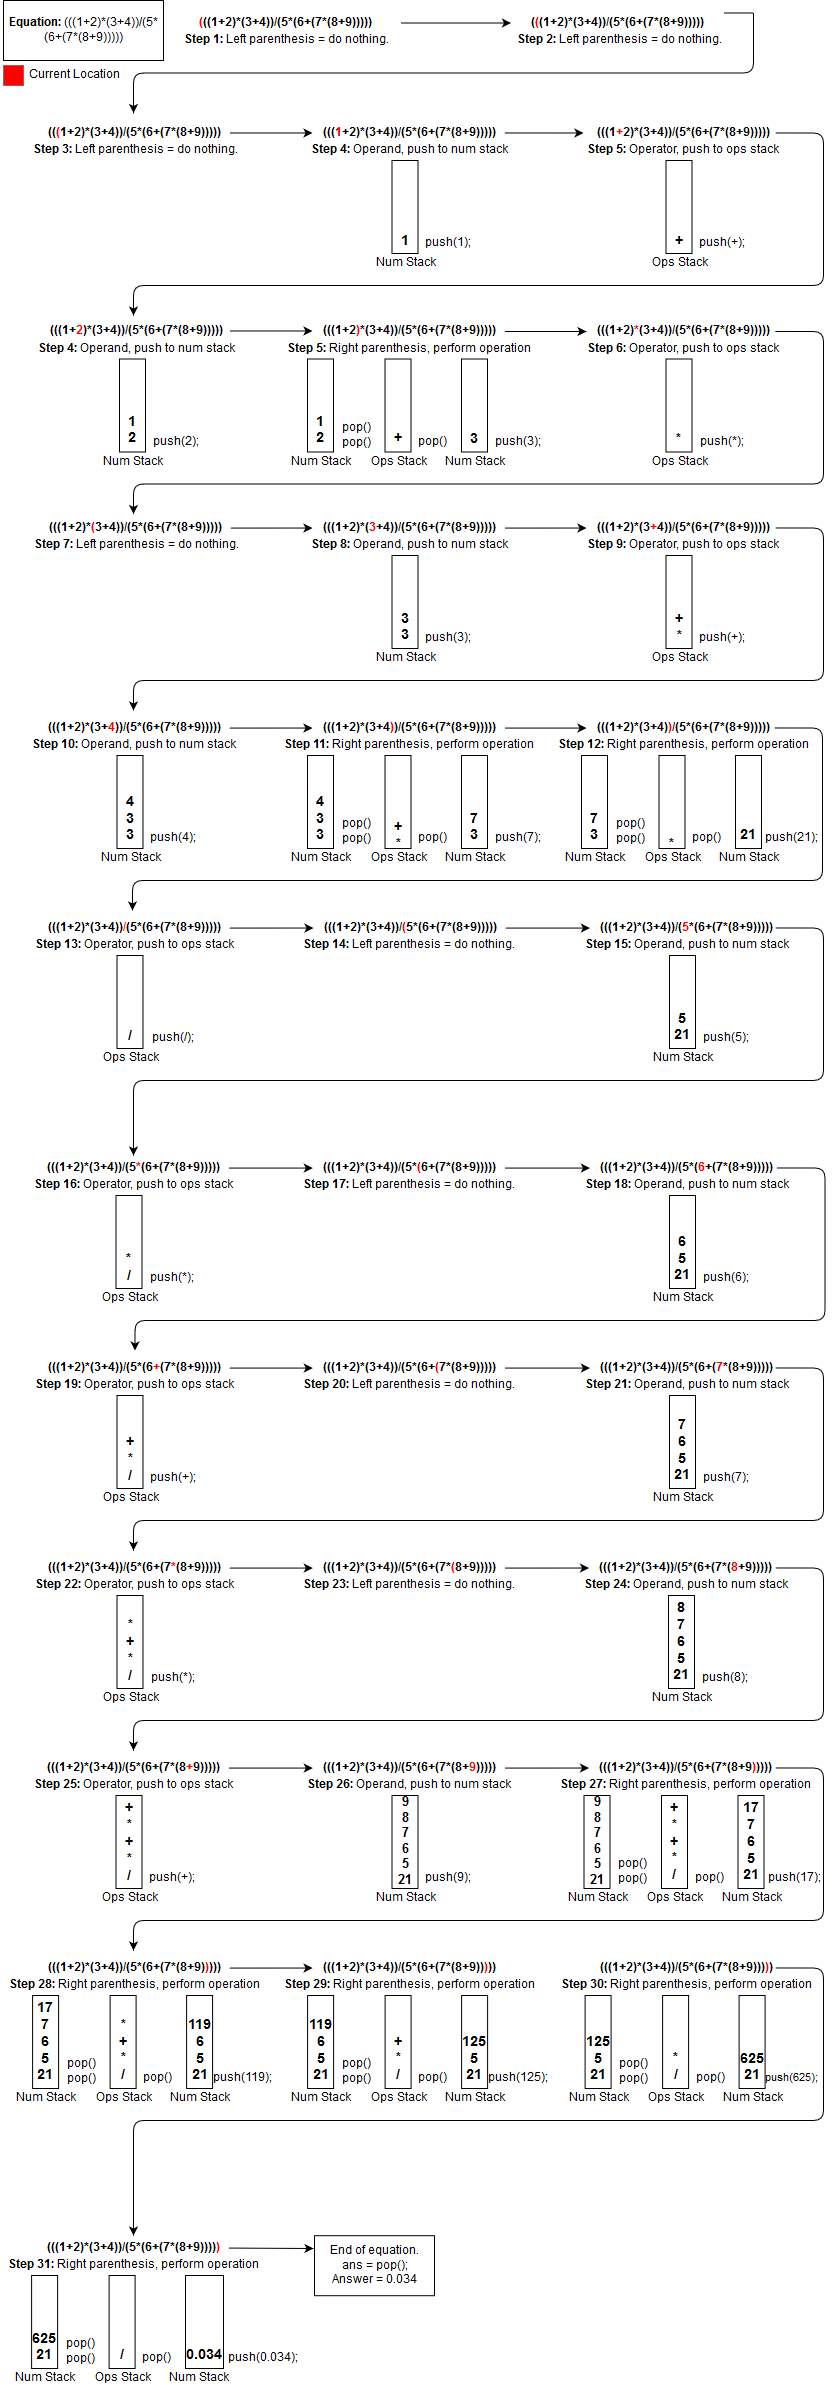 Equation: (((1+2)*(3+4))/(5*
(6+(7*(8+9)))))
Current Location
(((1+2)*(3+4))/(5*(6+(7*(8+9)))))
Step 1: Left parenthesis = do nothing.
(((1+2)*(3+4))/(5*(6+(7*(8+9)))))
Step 2: Left parenthesis = do nothing.
(((1+2)*(3+4))/(5*(6+(7*(8+9)))))
Step 3: Left parenthesis = do nothing.
(((1+2)*(3+4))/(5*(6+(7*(8+9)))))
Step 4: Operand, push to num stack
1
push(1);
Num Stack
(((1+2)*(3+4))/(5*(6+(7*(8+9)))))
Step 5: Operator, push to ops stack
+
push(+);
Ops Stack
(((1+2)*(3+4))/(5*(6+(7*(8+9)))))
Step 4: Operand, push to num stack
1
2
push(2);
Num Stack
(((1+2)*(3+4))/(5*(6+(7*(8+9)))))
Step 5: Right parenthesis, perform operation
1
2
pop()
pop()
Num Stack
+
pop()
Ops Stack
3
push(3);
Num Stack
(((1+2)*(3+4))/(5*(6+(7*(8+9)))))
Step 6: Operator, push to ops stack
*
push(*);
Ops Stack
(((1+2)*(3+4))/(5*(6+(7*(8+9)))))
Step 7: Left parenthesis = do nothing.
(((1+2)*(3+4))/(5*(6+(7*(8+9)))))
Step 8: Operand, push to num stack
3
3
push(3);
Num Stack
(((1+2)*(3+4))/(5*(6+(7*(8+9)))))
Step 9: Operator, push to ops stack
+
*
push(+);
Ops Stack
(((1+2)*(3+4))/(5*(6+(7*(8+9)))))
Step 10: Operand, push to num stack
4
3
3
push(4);
Num Stack
(((1+2)*(3+4))/(5*(6+(7*(8+9)))))
Step 11: Right parenthesis, perform operation
4
3
3
pop()
pop()
Num Stack
+
*
pop()
Ops Stack
7
3
push(7);
Num Stack
(((1+2)*(3+4))/(5*(6+(7*(8+9)))))
Step 12: Right parenthesis, perform operation
7
3
pop()
pop()
Num Stack
*
pop()
Ops Stack
21
push(21);
Num Stack
(((1+2)*(3+4))/(5*(6+(7*(8+9)))))
Step 13: Operator, push to ops stack
/
push(/);
Ops Stack
(((1+2)*(3+4))/(5*(6+(7*(8+9)))))
Step 14: Left parenthesis = do nothing.
(((1+2)*(3+4))/(5*(6+(7*(8+9)))))
Step 15: Operand, push to num stack
5
21
push(5);
Num Stack
(((1+2)*(3+4))/(5*(6+(7*(8+9)))))
Step 16: Operator, push to ops stack
*
/
push(*);
Ops Stack
(((1+2)*(3+4))/(5*(6+(7*(8+9)))))
Step 17: Left parenthesis = do nothing.
(((1+2)*(3+4))/(5*(6+(7*(8+9)))))
Step 18: Operand, push to num stack
6
5
21
push(6);
Num Stack
(((1+2)*(3+4))/(5*(6+(7*(8+9)))))
Step 19: Operator, push to ops stack
+
*
/
push(+);
Ops Stack
(((1+2)*(3+4))/(5*(6+(7*(8+9)))))
Step 20: Left parenthesis = do nothing.
(((1+2)*(3+4))/(5*(6+(7*(8+9)))))
Step 21: Operand, push to num stack
7
6
5
21
push(7);
Num Stack
(((1+2)*(3+4))/(5*(6+(7*(8+9)))))
Step 22: Operator, push to ops stack
*
+
*
/
push(*);
Ops Stack
(((1+2)*(3+4))/(5*(6+(7*(8+9)))))
Step 23: Left parenthesis = do nothing.
(((1+2)*(3+4))/(5*(6+(7*(8+9)))))
Step 24: Operand, push to num stack
8
7
6
5
21
push(8);
Num Stack
(((1+2)*(3+4))/(5*(6+(7*(8+9)))))
Step 25: Operator, push to ops stack
+
*
+
*
/
push(+);
Ops Stack
(((1+2)*(3+4))/(5*(6+(7*(8+9)))))
Step 26: Operand, push to num stack
9
8
7
6
5
21
push(9);
Num Stack
(((1+2)*(3+4))/(5*(6+(7*(8+9)))))
Step 27: Right parenthesis, perform operation
9
8
7
6
5
21
pop()
pop()
Num Stack
+
*
+
*
/
pop()
Ops Stack
17
7
6
5
21
push(17);
Num Stack
(((1+2)*(3+4))/(5*(6+(7*(8+9)))))
Step 28: Right parenthesis, perform operation
17
7
6
5
21
pop()
pop()
Num Stack
*
+
*
/
pop()
Ops Stack
119
6
5
21
push(119);
Num Stack
(((1+2)*(3+4))/(5*(6+(7*(8+9)))))
Step 29: Right parenthesis, perform operation
119
6
5
21
pop()
pop()
Num Stack
+
*
/
pop()
Ops Stack
125
5
21
push(125);
Num Stack
(((1+2)*(3+4))/(5*(6+(7*(8+9)))))
Step 30: Right parenthesis, perform operation
125
5
21
pop()
pop()
Num Stack
*
/
pop()
Ops Stack
625
21
push(625);
Num Stack
(((1+2)*(3+4))/(5*(6+(7*(8+9)))))
Step 31: Right parenthesis, perform operation
625
21
pop()
pop()
Num Stack
/
pop()
Ops Stack
0.034
push(0.034);
Num Stack
End of equation.
ans = pop();
Answer = 0.034